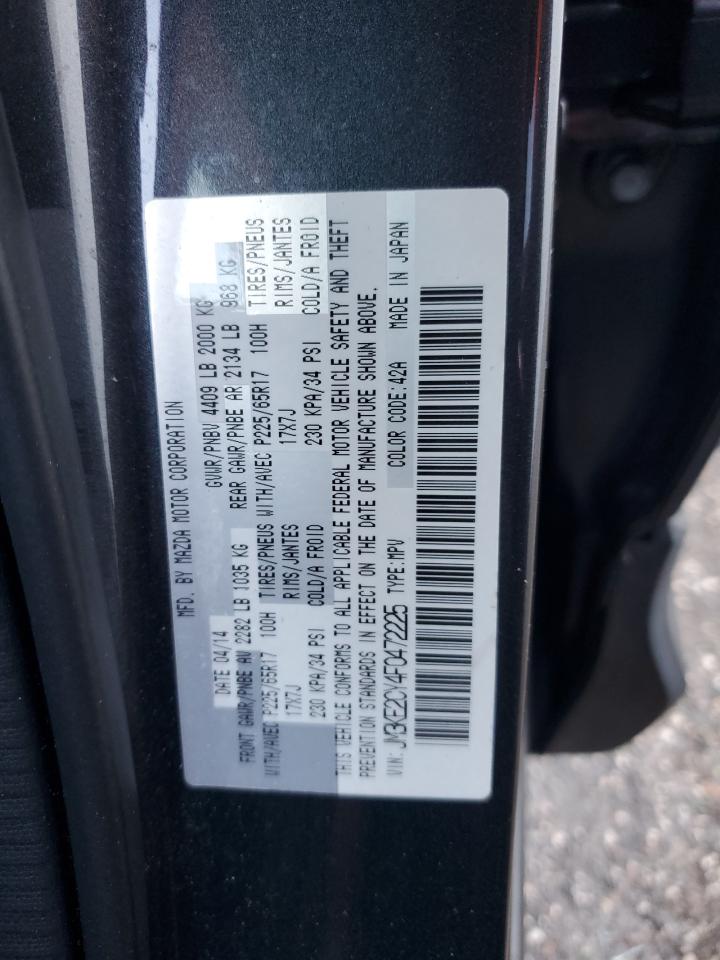 MFD. BY MAZDA MOTOR CORPORATION
DATE 04/14 GVWR/PNBV 4409 LB 2000 KG
FRONT GAWR/PNBE AV 2282 LB 1035 KG REAR GAWR/PNBE AR 2134 LB 968 KG
WITH/AVEC P225/65R17 100H TIRES/PNEUS WITH/AVEC P225/65R17 100H TIRES/PNEUS
17X7J RIMS/JANTES 17X7J RIMS/JANTES
230 KPA/34 PSI COLD/A FROID 230 KPA/34 PSI COLD/A FROID
THIS VEHICLE CONFORMS TO ALL APPLICABLE FEDERAL MOTOR VEHICLE SAFETY AND THEFT
PREVENTION STANDARDS IN EFFECT ON THE DATE OF MANUFACTURE SHOWN ABOVE.
VIN: JM3KE2CY4F0472225 TYPE:MPV COLOR CODE:42A MADE IN JAPAN